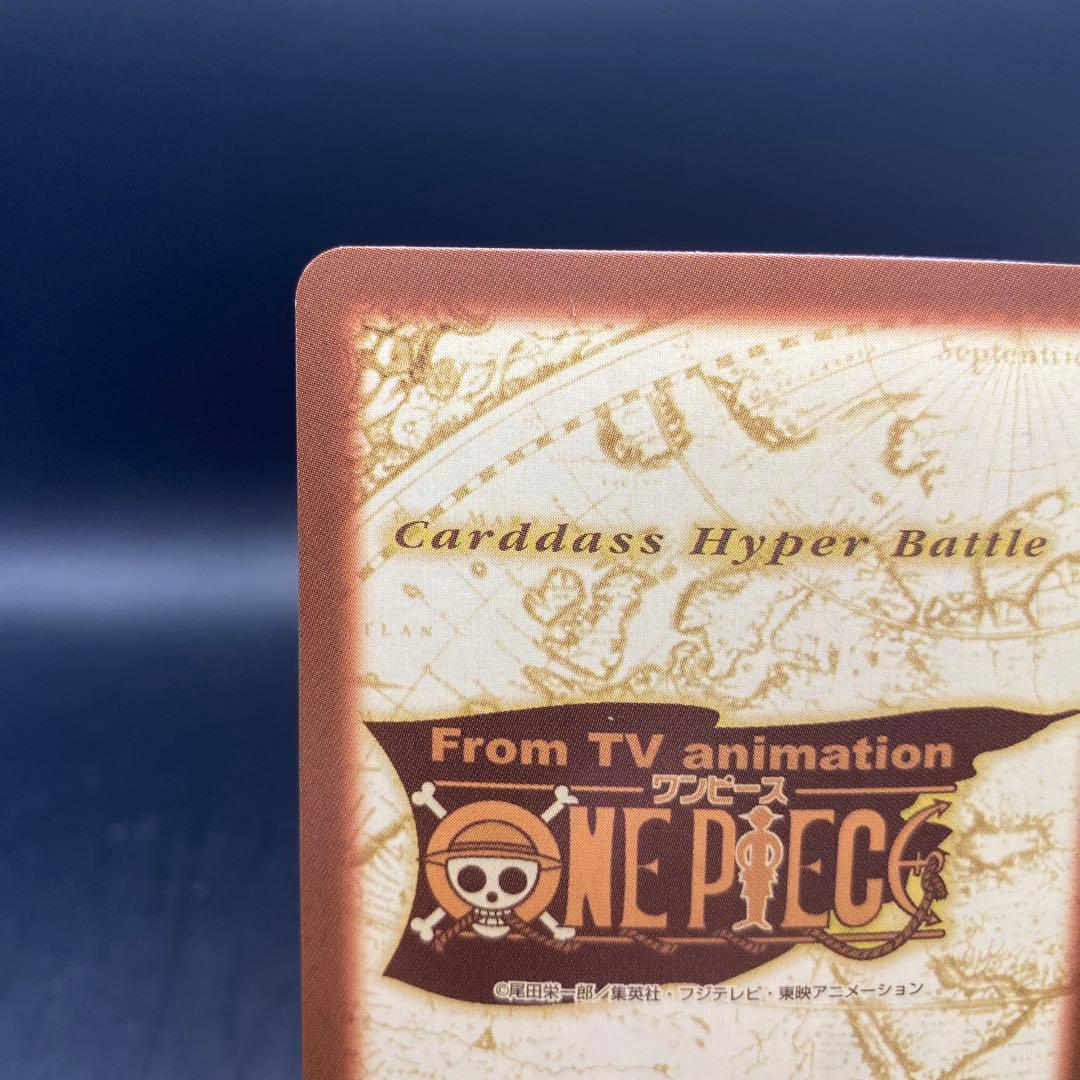 Septentrio
Carddass Hyper Battle
From TV animation
ワンピース
ONE PIECE
©尾田栄一郎／集英社・フジテレビ・東映アニメーション